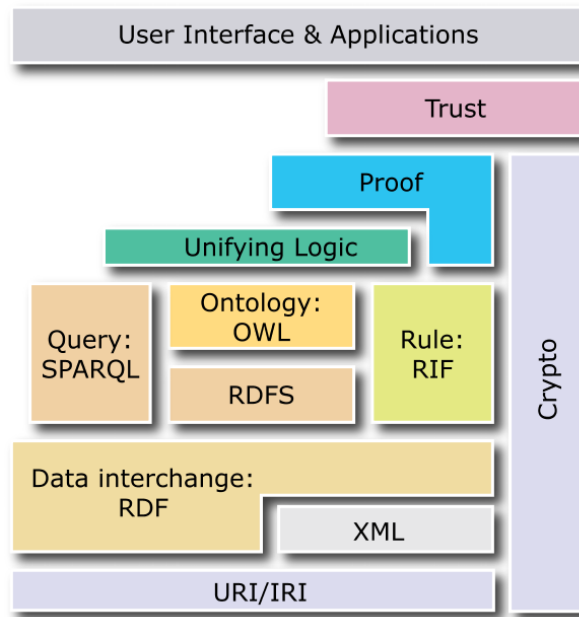 User Interface & Applications
Trust
Proof
Unifying Logic
Ontology:
OWL
Query:
SPARQL
Rule:
RIF
RDFS
Crypto
Data interchange:
RDF
XML
URI/IRI